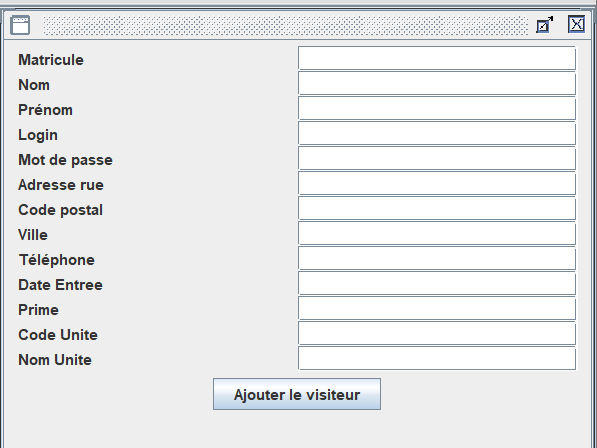 Matricule
Nom
Prénom
Login
Mot de passe
Adresse rue
Code postal
Ville
Téléphone
Date Entree
Prime
Code Unite
Nom Unite
Ajouter le visiteur